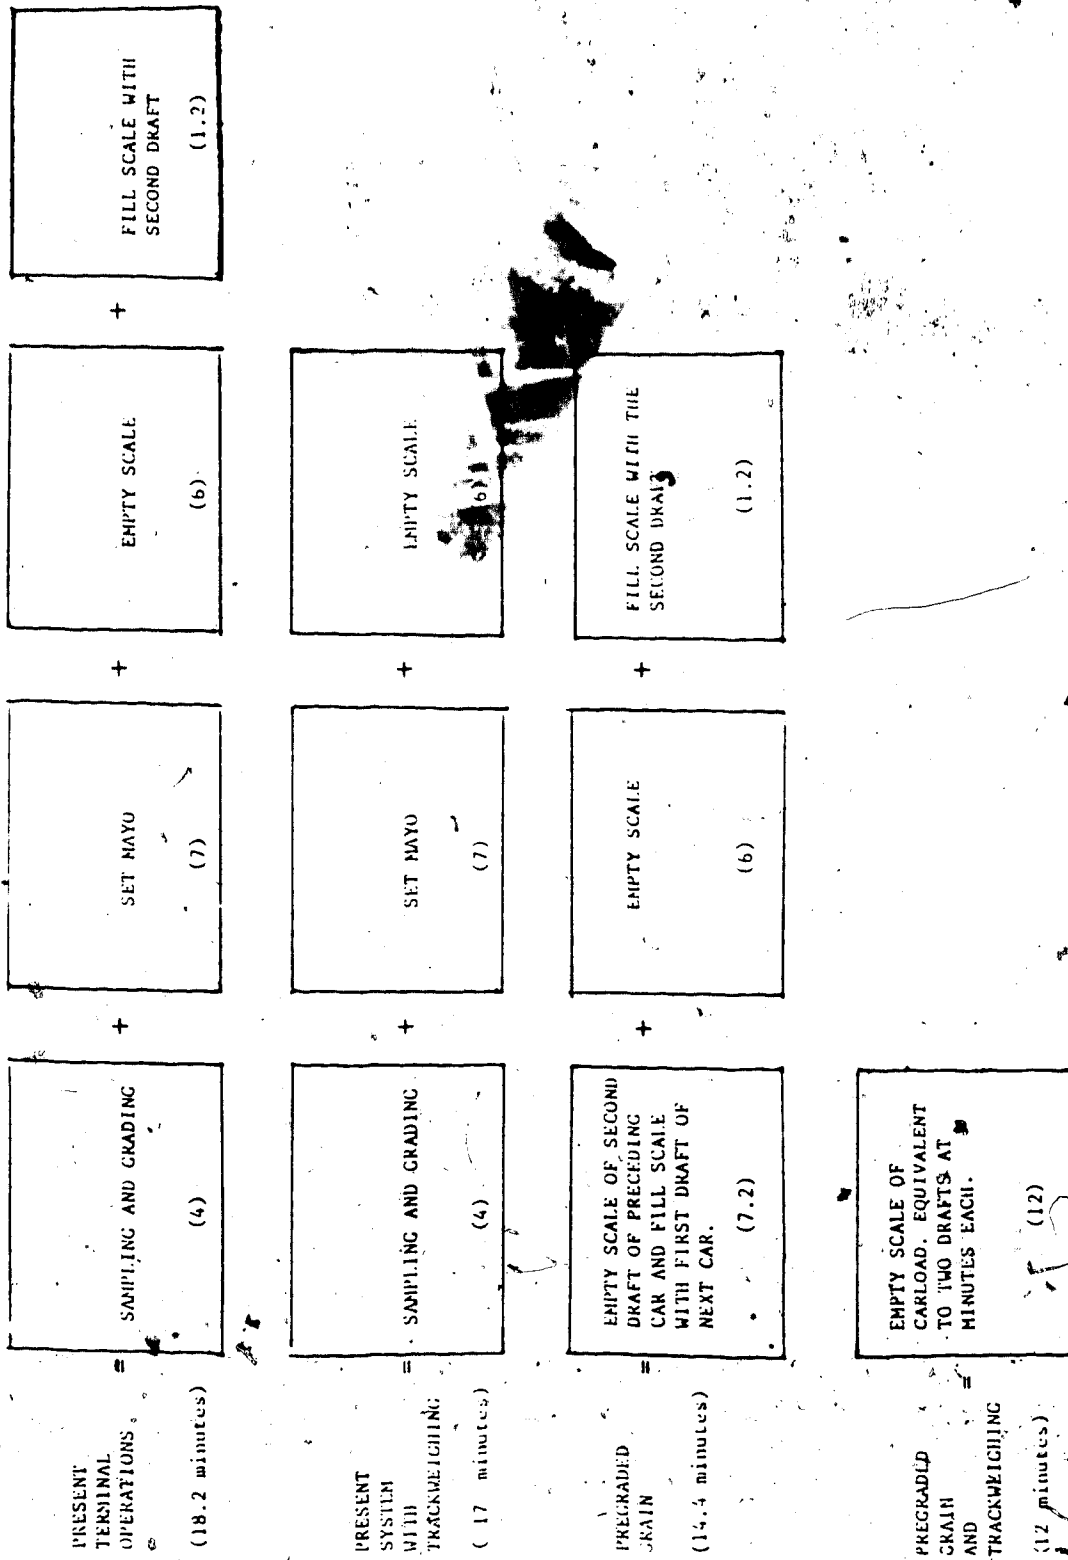 PRESENT
TERMINAL
OPERATIONS
(18.2 minutes)
=
SAMPLING AND GRADING
(4)
+
SET MAYO
(7)
+
EMPTY SCALE
(6)
+
FILL SCALE WITH
SECOND DRAFT
(1.2)
PRESENT
SYSTEM
WITH
TRACKWEIGHING
( 17 minutes)
=
SAMPLING AND GRADING
(4)
+
SET MAYO
(7)
+
EMPTY SCALE
(6)
PREGRADED
GRAIN
(14.4 minutes)
=
EMPTY SCALE OF SECOND
DRAFT OF PRECEDING
CAR AND FILL SCALE
WITH FIRST DRAFT OF
NEXT CAR.
(7.2)
+
EMPTY SCALE
(6)
+
FILL SCALE WITH THE
SECOND DRAFT
(1.2)
PREGRADED
GRAIN
AND
TRACKWEIGHING
(12 minutes)
=
EMPTY SCALE OF
CARLOAD. EQUIVALENT
TO TWO DRAFTS AT
MINUTES EACH.
(12)